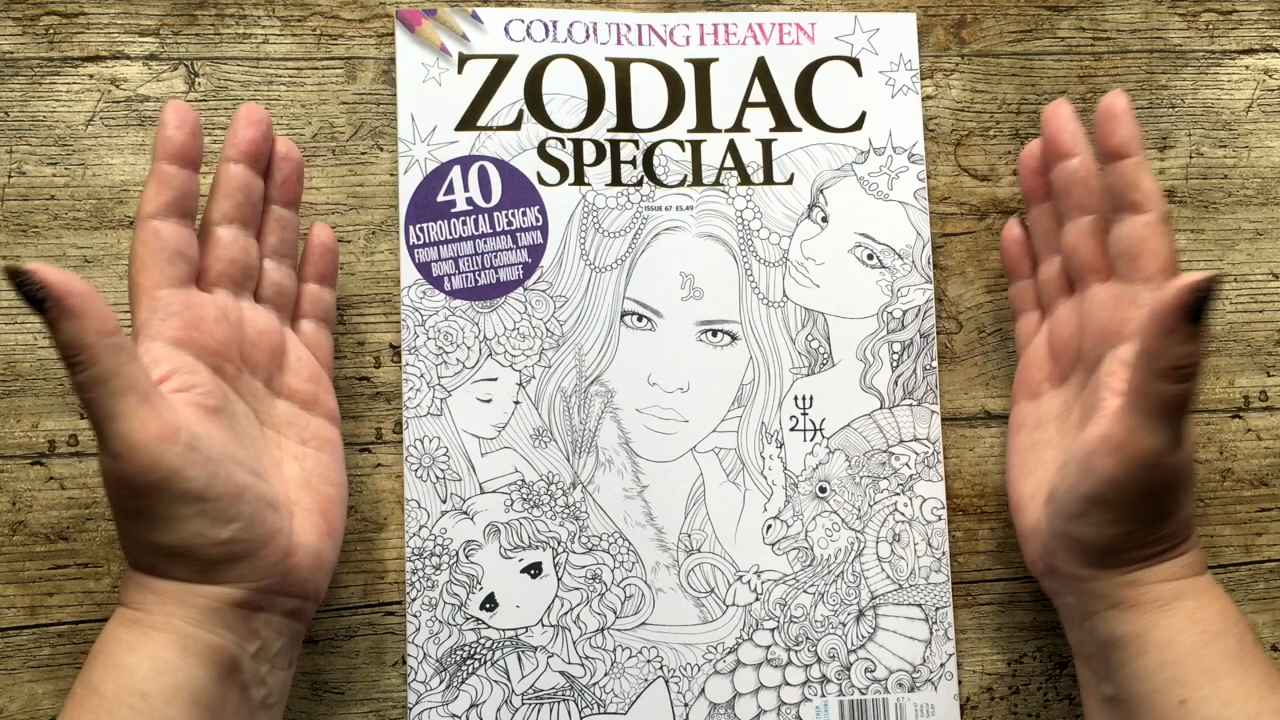 COLOURING HEAVEN
ZODIAC
SPECIAL
ISSUE 67 £5.49
40
ASTROLOGICAL DESIGNS
FROM MAYUMI OGIHARA, TANYA
BOND, KELLY O'GORMAN,
& MITZI SATO-WIUFF
67>